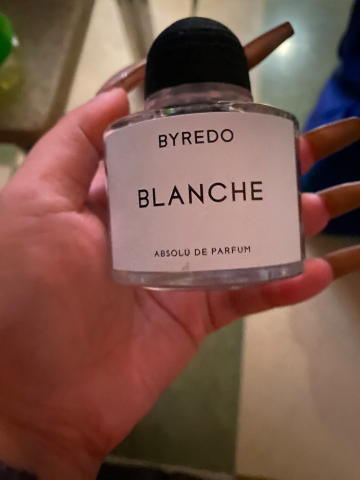 BYREDO
BLANCHE
ABSOLU DE PARFUM